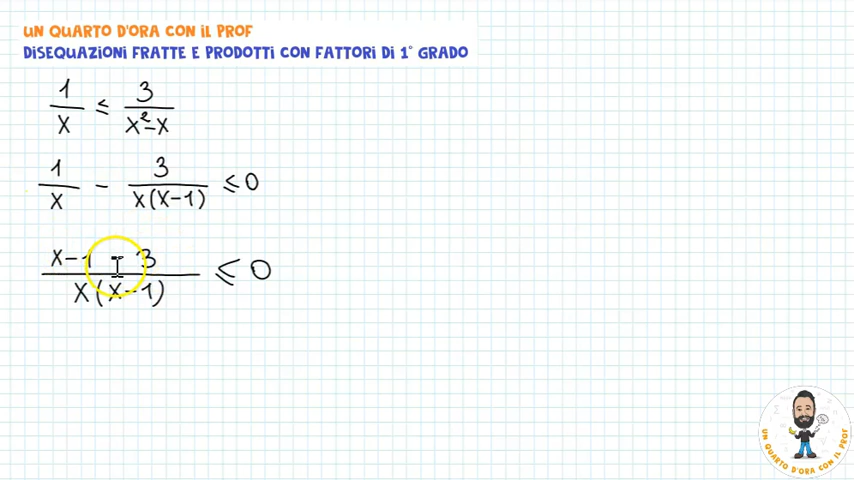 UN QUARTO D'ORA CON IL PROF
DISEQUAZIONI FRATTE E PRODOTTI CON FATTORI DI 1° GRADO
1/x ≤ 3/(x²-x)
1/x - 3/(x(x-1)) ≤0
(x-1 - 3)/(x(x-1)) ≤ 0
UN QUARTO D'ORA CON IL PROF